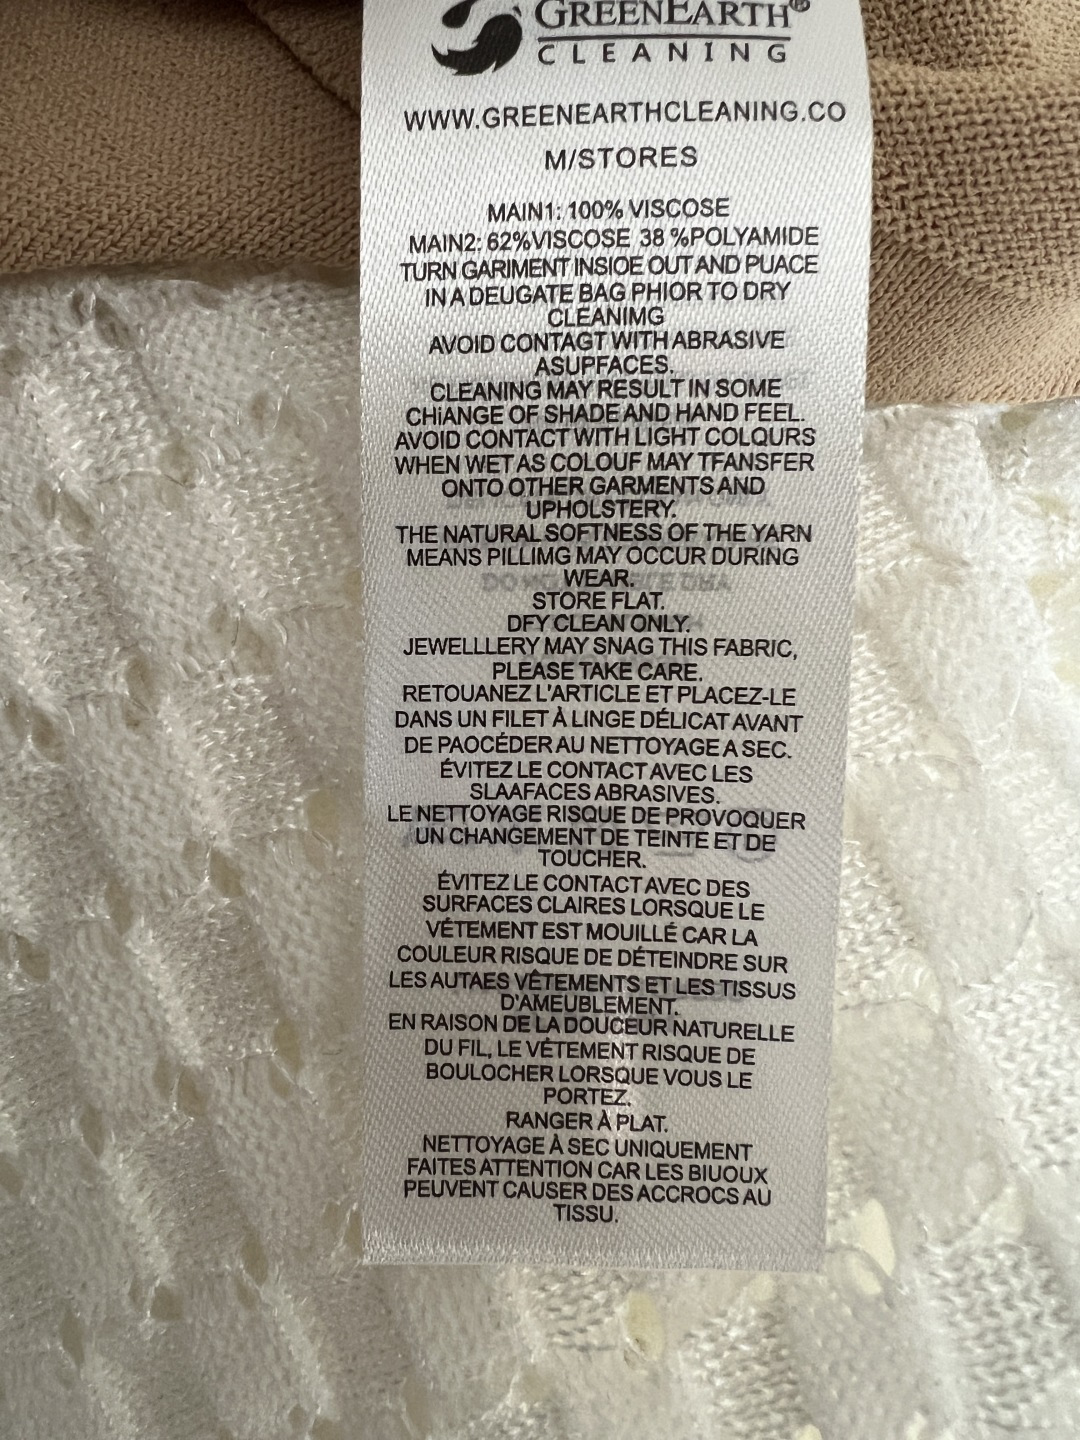 GREENEARTH®
CLEANING
WWW.GREENEARTHCLEANING.CO
M/STORES
MAIN1: 100% VISCOSE
MAIN2: 62%VISCOSE 38 %POLYAMIDE
TURN GARIMENT INSIOE OUT AND PUACE
IN A DEUGATE BAG PHIOR TO DRY
CLEANIMG
AVOID CONTAGT WITH ABRASIVE
ASUPFACES.
CLEANING MAY RESULT IN SOME
CHiANGE OF SHADE AND HAND FEEL.
AVOID CONTACT WITH LIGHT COLQURS
WHEN WET AS COLOUF MAY TFANSFER
ONTO OTHER GARMENTS AND
UPHOLSTERY.
THE NATURAL SOFTNESS OF THE YARN
MEANS PILLIMG MAY OCCUR DURING
WEAR.
STORE FLAT.
DFY CLEAN ONLY.
JEWELLLERY MAY SNAG THIS FABRIC,
PLEASE TAKE CARE.
RETOUANEZ L'ARTICLE ET PLACEZ-LE
DANS UN FILET À LINGE DÉLICAT AVANT
DE PAOCÉDER AU NETTOYAGE A SEC.
ÉVITEZ LE CONTACT AVEC LES
SLAAFACES ABRASIVES.
LE NETTOYAGE RISQUE DE PROVOQUER
UN CHANGEMENT DE TEINTE ET DE
TOUCHER.
ÉVITEZ LE CONTACT AVEC DES
SURFACES CLAIRES LORSQUE LE
VÉTEMENT EST MOUILLÉ CAR LA
COULEUR RISQUE DE DÉTEINDRE SUR
LES AUTAES VÊTEMENTS ET LES TISSUS
D'AMEUBLEMENT.
EN RAISON DE LA DOUCEUR NATURELLE
DU FIL, LE VÉTEMENT RISQUE DE
BOULOCHER LORSQUE VOUS LE
PORTEZ.
RANGER À PLAT.
NETTOYAGE À SEC UNIQUEMENT
FAITES ATTENTION CAR LES BIUOUX
PEUVENT CAUSER DES ACCROCS AU
TISSU.